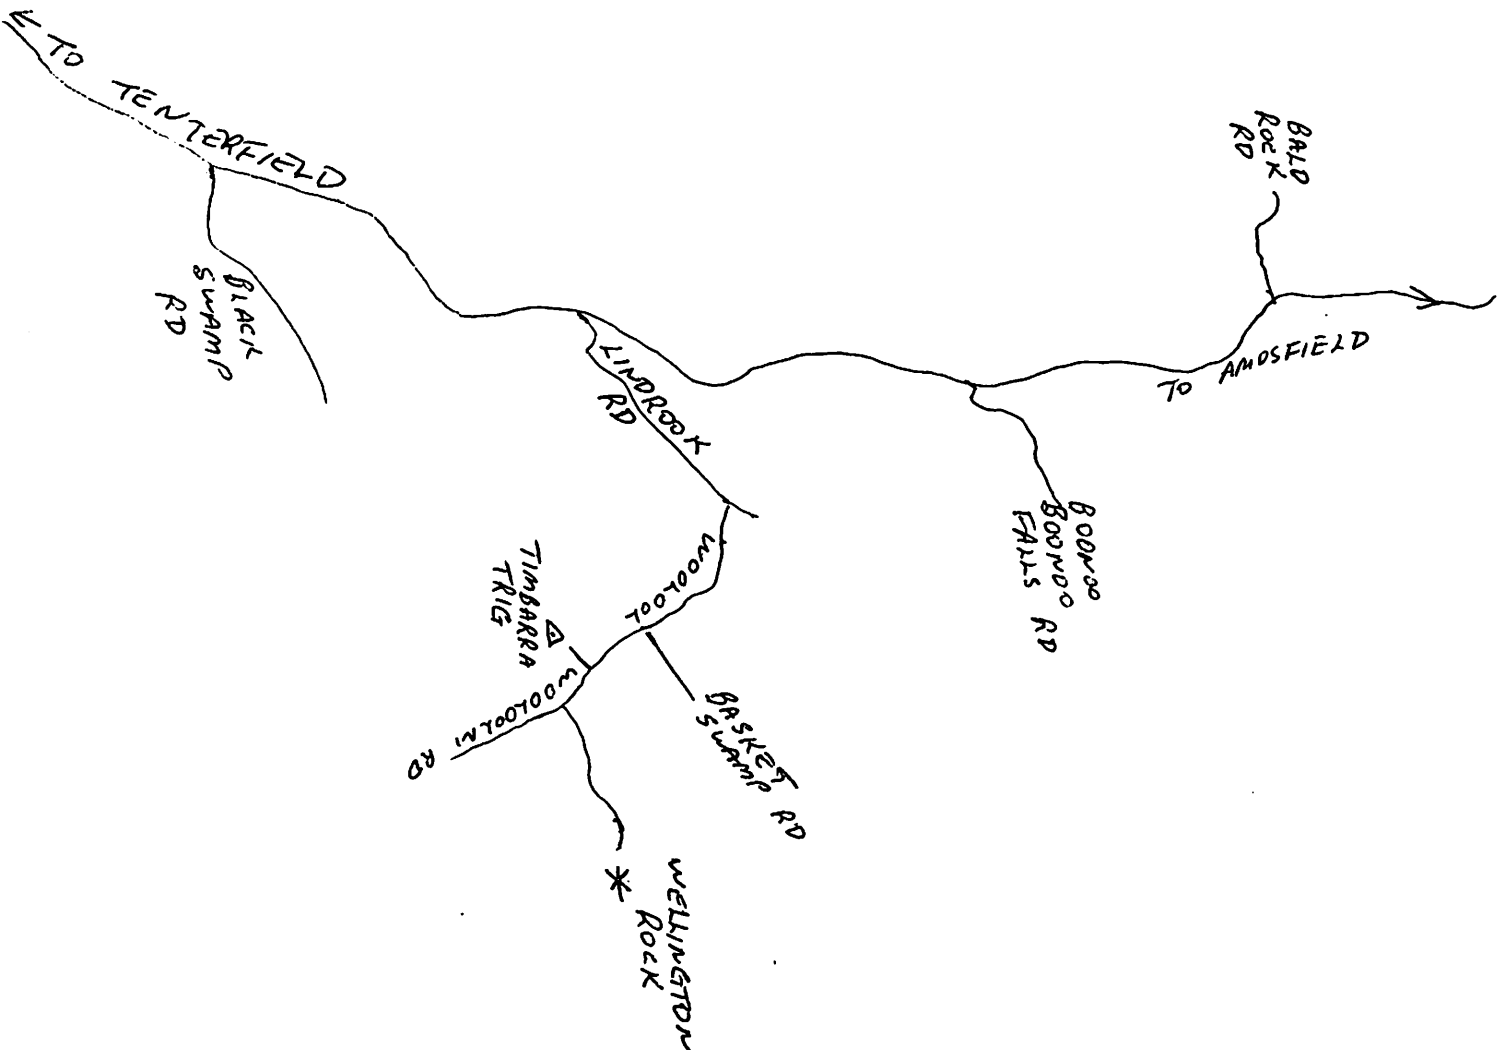 ← TO TENTERFIELD
BLACK
SWAMP
RD
LINDROOK
RD
BALD
ROCK
RD
TO AMOSFIELD
BOONOO
BOONOO
FALLS RD
WOOLOOL
WOOLOOLNI RD
TIMBARRA
TRIG
BASKET
SWAMP RD
WELLINGTON
ROCK